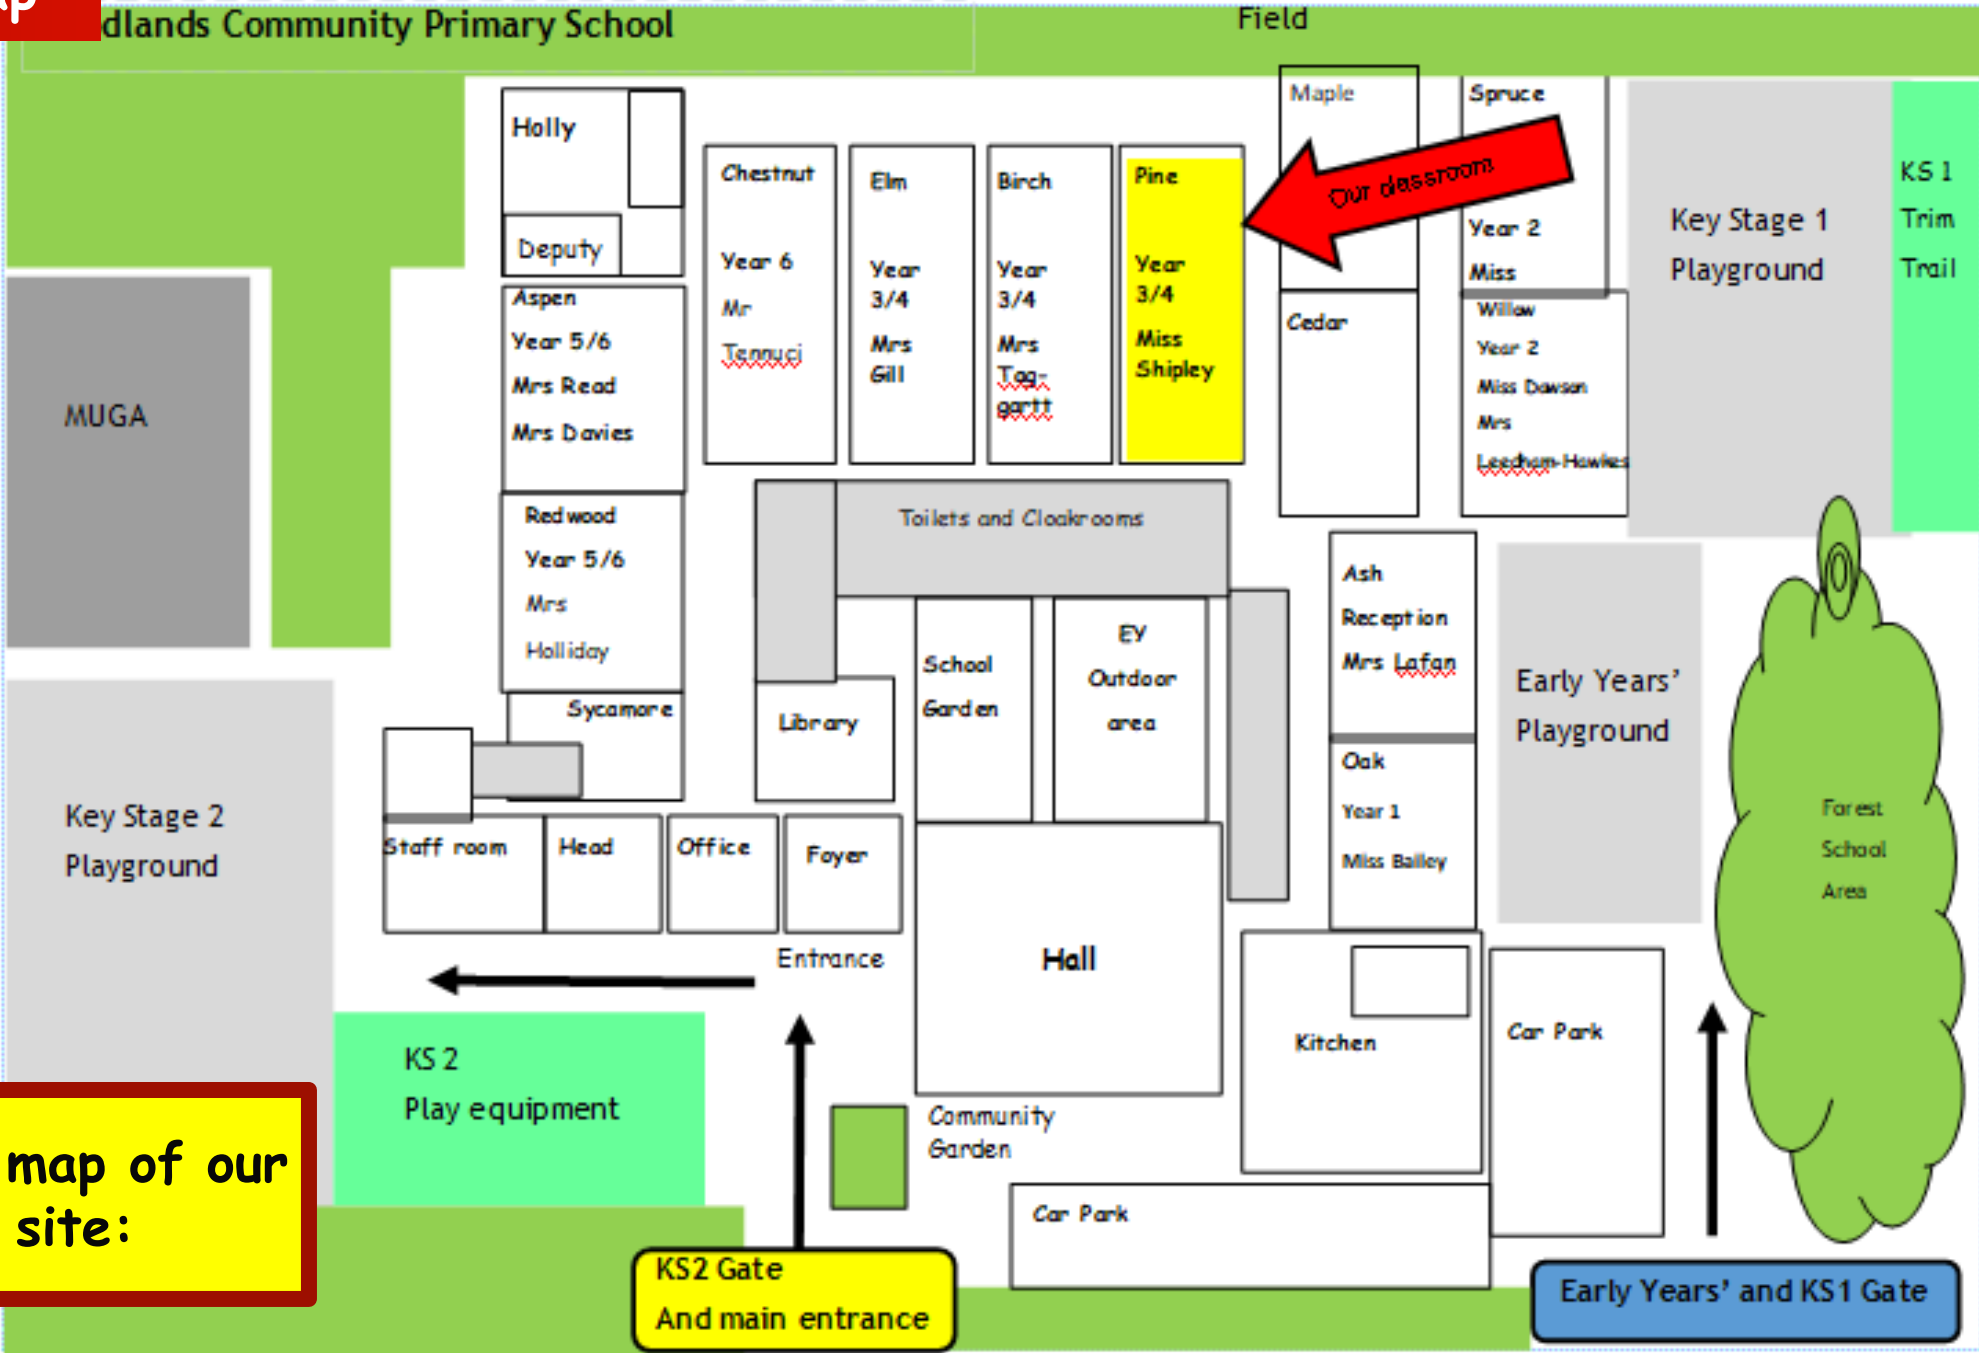 dlands Community Primary School
Field
Holly
Deputy
Chestnut
Year 6
Mr
Tennuci
Elm
Year
3/4
Mrs
Gill
Birch
Year
3/4
Mrs
Tag-
gartt
Pine
Year
3/4
Miss
Shipley
Maple
Our classroom
Spruce
Year 2
Miss
Key Stage 1
Playground
KS 1
Trim
Trail
MUGA
Aspen
Year 5/6
Mrs Read
Mrs Davies
Cedar
Willow
Year 2
Miss Dawson
Mrs
Leedham-Hawkes
Redwood
Year 5/6
Mrs
Holliday
Toilets and Cloakrooms
Ash
Reception
Mrs Lafan
Early Years’
Playground
Sycamore
Library
School
Garden
EY
Outdoor
area
Oak
Year 1
Miss Bailey
Forest
School
Area
Key Stage 2
Playground
Staff room
Head
Office
Foyer
Entrance
Hall
Kitchen
Car Park
KS 2
Play equipment
Community
Garden
Car Park
map of our
site:
KS2 Gate
And main entrance
Early Years’ and KS1 Gate